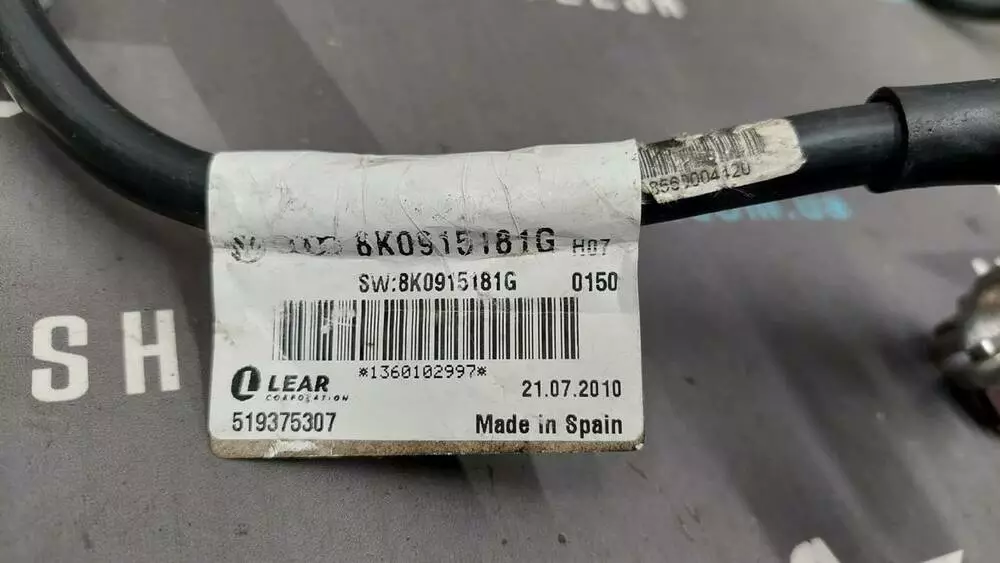 8K0915181G H07
SW:8K0915181G 0150
*1360102997*
LEAR
CORPORATION
21.07.2010
519375307
Made in Spain
SH